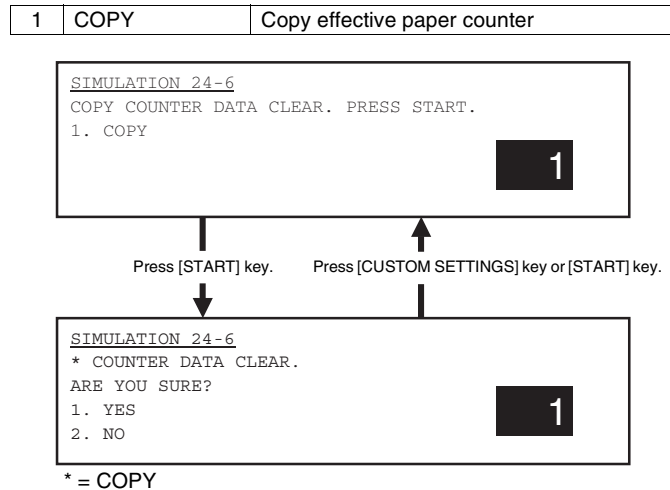 1 COPY Copy effective paper counter
SIMULATION 24-6
COPY COUNTER DATA CLEAR. PRESS START.
1. COPY
1
Press [START] key. Press [CUSTOM SETTINGS] key or [START] key.
SIMULATION 24-6
* COUNTER DATA CLEAR.
ARE YOU SURE?
1. YES
1
2. NO
* = COPY